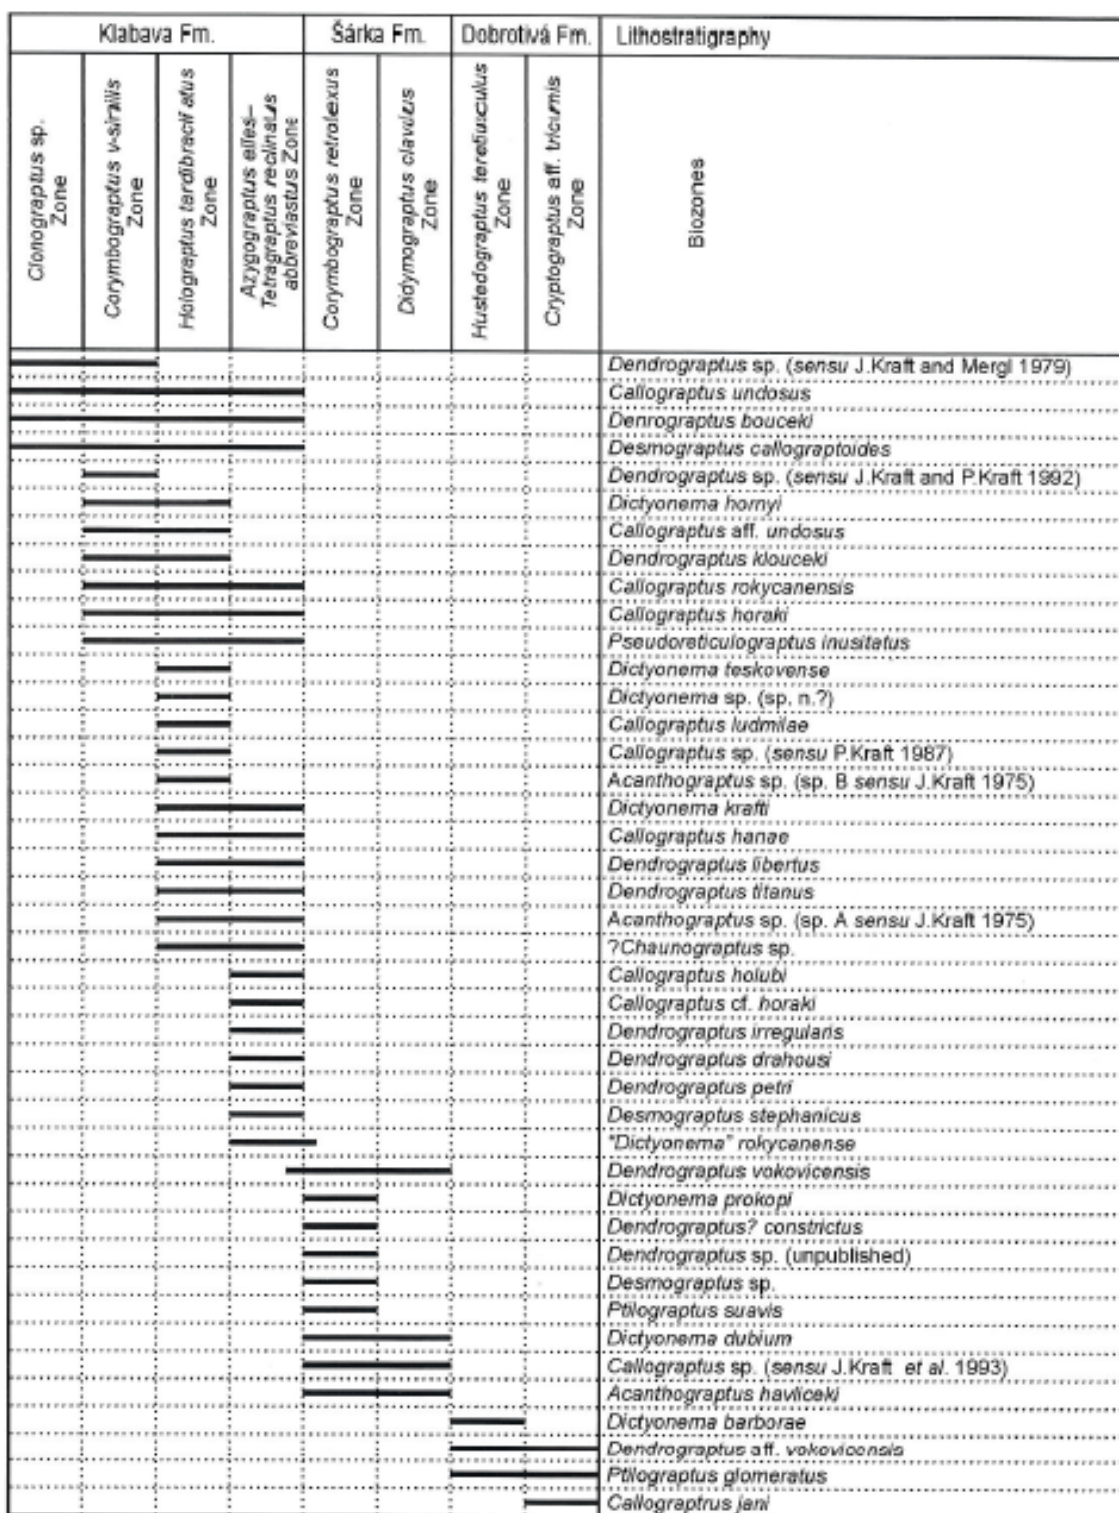 Klabava Fm.
Šárka Fm.
Dobrotivá Fm.
Lithostratigraphy
Clonograptus sp.
Zone
Corymbograptus v-similis
Zone
Holograptus tardibrachiatus
Zone
Azygograptus ellesi–
Tetragraptus reclinatus
abbreviatus Zone
Corymbograptus retroflexus
Zone
Didymograptus clavulus
Zone
Hustedograptus teretiusculus
Zone
Cryptograptus aff. tricornis
Zone
Biozones
Dendrograptus sp. (sensu J.Kraft and Mergl 1979)
Callograptus undosus
Denrograptus bouceki
Desmograptus callograptoides
Dendrograptus sp. (sensu J.Kraft and P.Kraft 1992)
Dictyonema hornyi
Callograptus aff. undosus
Dendrograptus klouceki
Callograptus rokycanensis
Callograptus horaki
Pseudoreticulograptus inusitatus
Dictyonema teskovense
Dictyonema sp. (sp. n.?)
Callograptus ludmilae
Callograptus sp. (sensu P.Kraft 1987)
Acanthograptus sp. (sp. B sensu J.Kraft 1975)
Dictyonema krafti
Callograptus hanae
Dendrograptus libertus
Dendrograptus titanus
Acanthograptus sp. (sp. A sensu J.Kraft 1975)
?Chaunograptus sp.
Callograptus holubi
Callograptus cf. horaki
Dendrograptus irregularis
Dendrograptus drahousi
Dendrograptus petri
Desmograptus stephanicus
"Dictyonema" rokycanense
Dendrograptus vokovicensis
Dictyonema prokopi
Dendrograptus? constrictus
Dendrograptus sp. (unpublished)
Desmograptus sp.
Ptilograptus suavis
Dictyonema dubium
Callograptus sp. (sensu J.Kraft et al. 1993)
Acanthograptus havliceki
Dictyonema barborae
Dendrograptus aff. vokovicensis
Ptilograptus glomeratus
Callograptrus jani